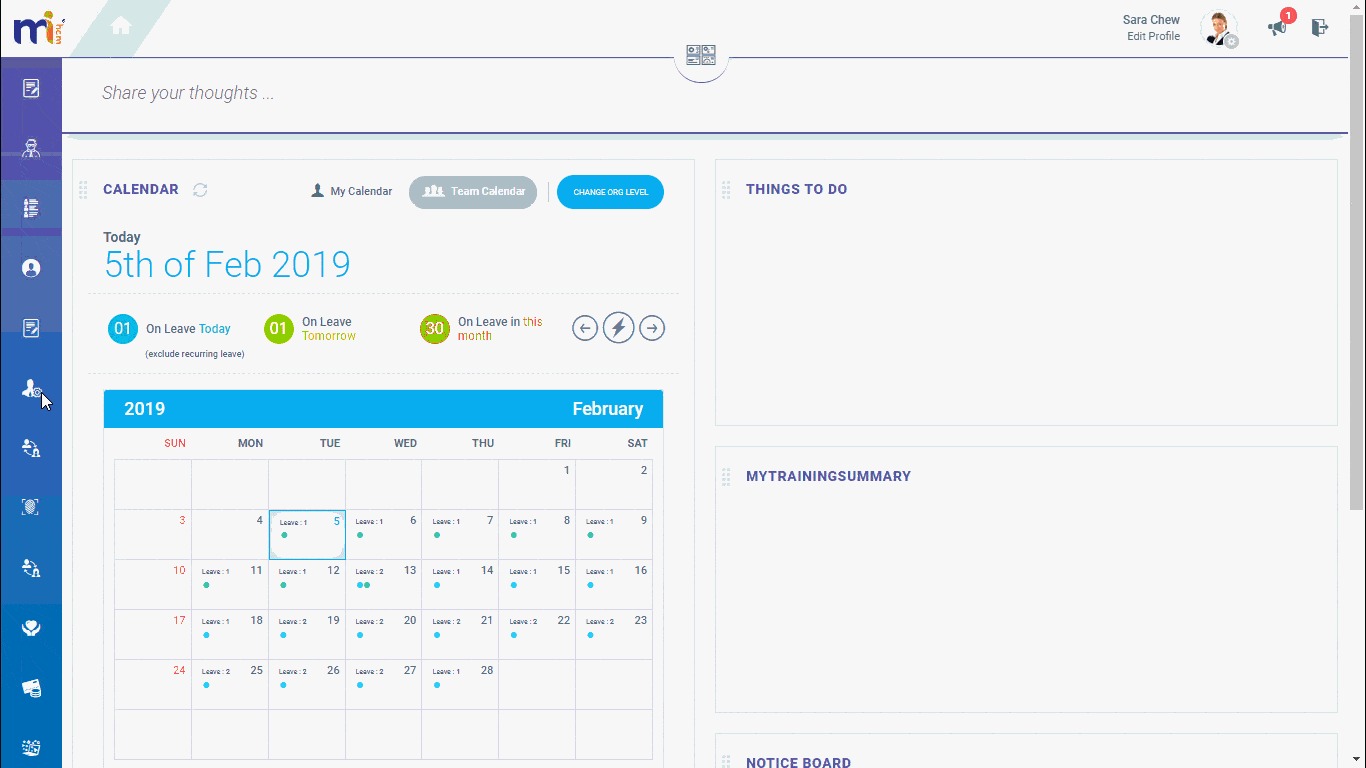 mi hcm
Sara Chew
Edit Profile
1
Share your thoughts ...
CALENDAR
My Calendar
Team Calendar
CHANGE ORG LEVEL
Today
5th of Feb 2019
01 On Leave Today
(exclude recurring leave)
01 On Leave Tomorrow
30 On Leave in this month
2019 February
SUN MON TUE WED THU FRI SAT
1 2
3 4 Leave : 1 5 Leave : 1 6 Leave : 1 7 Leave : 1 8 Leave : 1 9
10 Leave : 1 11 Leave : 1 12 Leave : 2 13 Leave : 1 14 Leave : 1 15 Leave : 1 16
17 Leave : 1 18 Leave : 2 19 Leave : 2 20 Leave : 2 21 Leave : 2 22 Leave : 2 23
24 Leave : 2 25 Leave : 2 26 Leave : 2 27 Leave : 1 28
THINGS TO DO
MYTRAININGSUMMARY
NOTICE BOARD